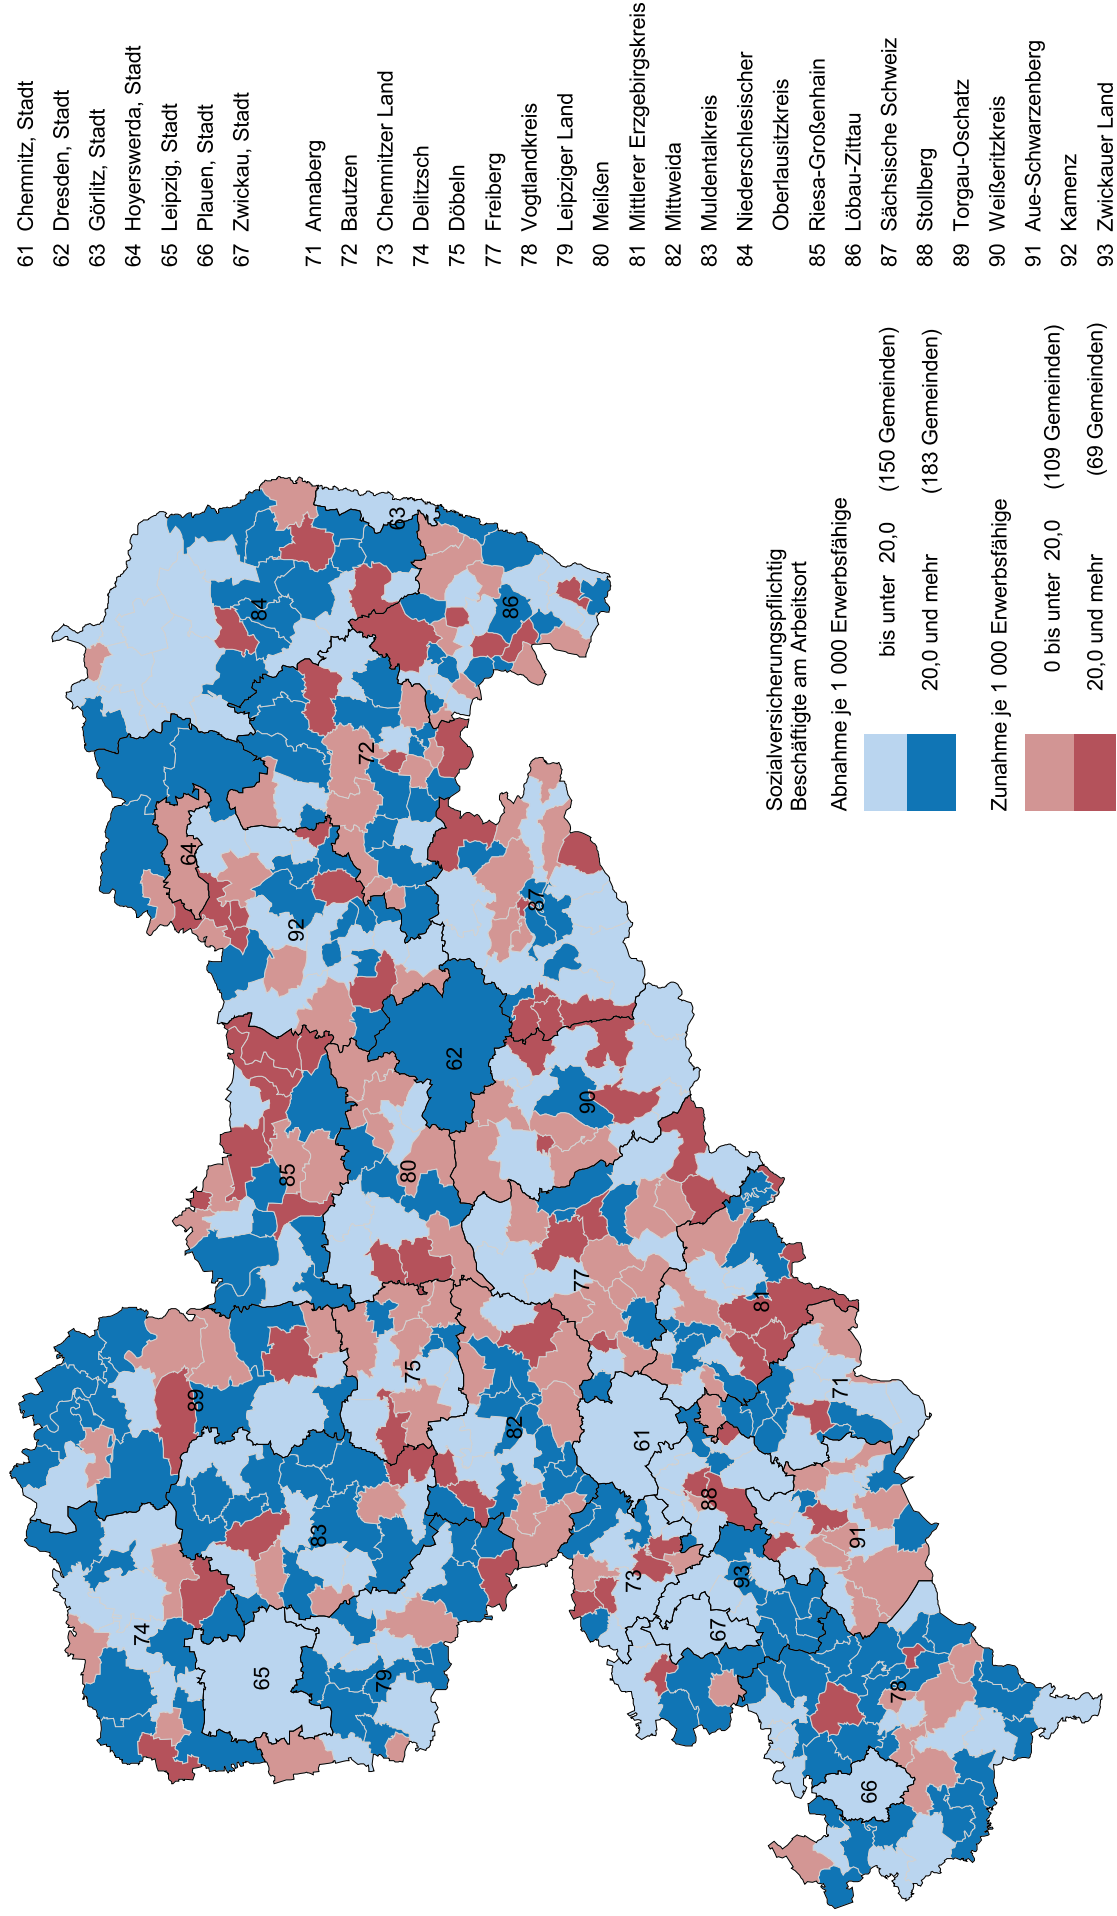 61 Chemnitz, Stadt
62 Dresden, Stadt
63 Görlitz, Stadt
64 Hoyerswerda, Stadt
65 Leipzig, Stadt
66 Plauen, Stadt
67 Zwickau, Stadt
71 Annaberg
72 Bautzen
73 Chemnitzer Land
74 Delitzsch
75 Döbeln
77 Freiberg
78 Vogtlandkreis
79 Leipziger Land
80 Meißen
81 Mittlerer Erzgebirgskreis
82 Mittweida
83 Muldentalkreis
84 Niederschlesischer
Oberlausitzkreis
85 Riesa-Großenhain
86 Löbau-Zittau
87 Sächsische Schweiz
88 Stollberg
89 Torgau-Oschatz
90 Weißeritzkreis
91 Aue-Schwarzenberg
92 Kamenz
93 Zwickauer Land
Sozialversicherungspflichtig
Beschäftigte am Arbeitsort
Abnahme je 1 000 Erwerbsfähige
bis unter 20,0 (150 Gemeinden)
20,0 und mehr (183 Gemeinden)
Zunahme je 1 000 Erwerbsfähige
0 bis unter 20,0 (109 Gemeinden)
20,0 und mehr (69 Gemeinden)
74
65
79
89
83
75
82
85
80
77
64
92
62
90
87
84
63
72
86
61
88
73
67
93
81
71
91
78
66